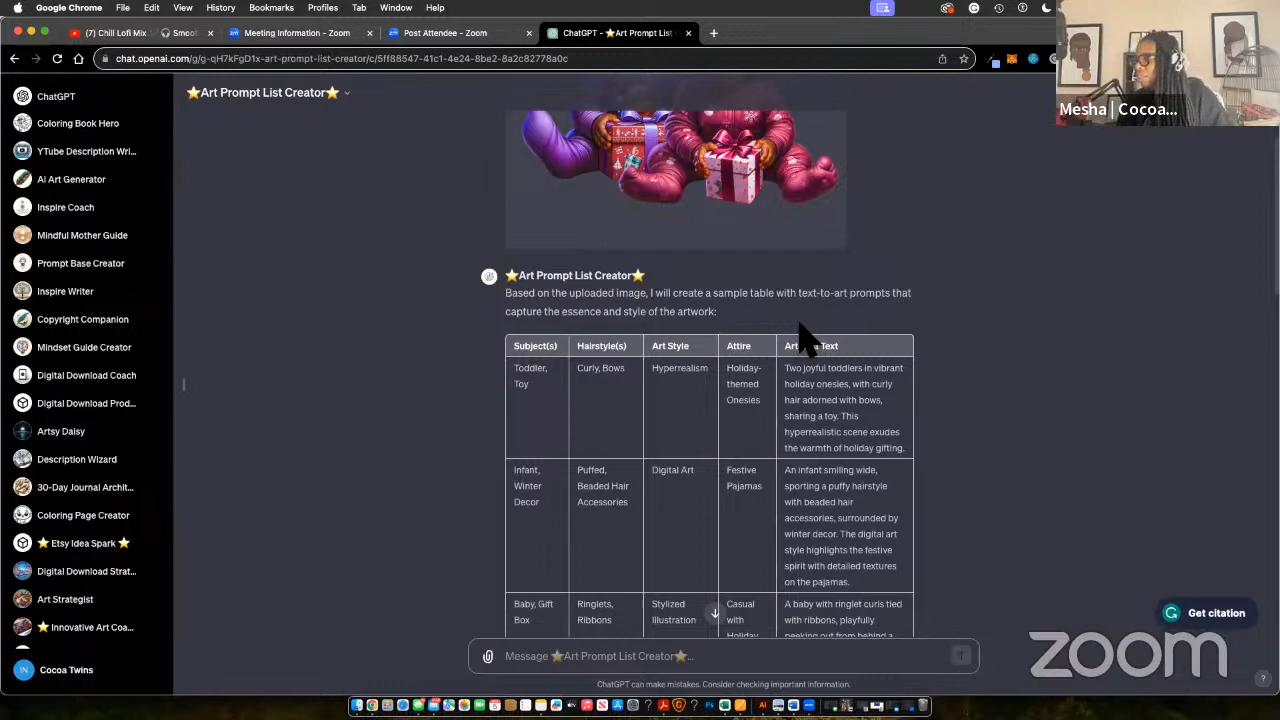 Google Chrome File Edit View History Bookmarks Profiles Tab Window Help
(7) Chill Lofi Mix
Smoot
Meeting Information - Zoom
Post Attendee - Zoom
ChatGPT - ⭐Art Prompt List
chat.openai.com/g/g-qH7kFgD1x-art-prompt-list-creator/c/5ff88547-41c1-4e24-8be2-8a2c82778a0c
Mesha | Cocoa...
ChatGPT
Coloring Book Hero
YTube Description Wri...
Ai Art Generator
Inspire Coach
Mindful Mother Guide
Prompt Base Creator
Inspire Writer
Copyright Companion
Mindset Guide Creator
Digital Download Coach
Digital Download Prod...
Artsy Daisy
Description Wizard
30-Day Journal Archit...
Coloring Page Creator
⭐ Etsy Idea Spark ⭐
Digital Download Strat...
Art Strategist
⭐ Innovative Art Coa...
IN
Cocoa Twins
⭐Art Prompt List Creator⭐
⭐Art Prompt List Creator⭐
Based on the uploaded image, I will create a sample table with text-to-art prompts that
capture the essence and style of the artwork:
Subject(s) Hairstyle(s) Art Style Attire Text
Toddler,
Toy
Curly, Bows
Hyperrealism
Holiday-
themed
Onesies
Two joyful toddlers in vibrant
holiday onesies, with curly
hair adorned with bows,
sharing a toy. This
hyperrealistic scene exudes
the warmth of holiday gifting.
Infant,
Winter
Decor
Puffed,
Beaded Hair
Accessories
Digital Art
Festive
Pajamas
An infant smiling wide,
sporting a puffy hairstyle
with beaded hair
accessories, surrounded by
winter decor. The digital art
style highlights the festive
spirit with detailed textures
on the pajamas.
Baby, Gift
Box
Ringlets,
Ribbons
Stylized
Illustration
Casual
with
Holiday
A baby with ringlet curls tied
with ribbons, playfully
peeking out from behind a
Message ⭐Art Prompt List Creator⭐...
ChatGPT can make mistakes. Consider checking important information.
Get citation
?
zoom